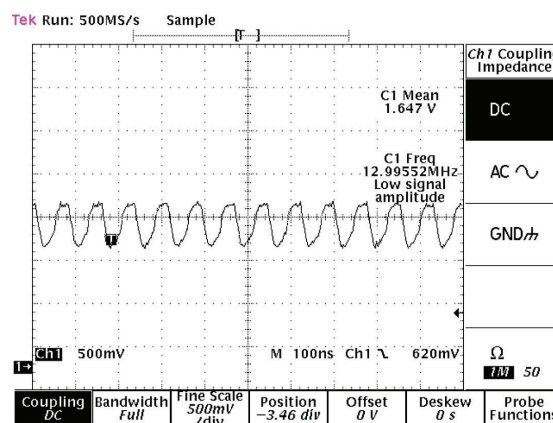 Tek Run: 500MS/s Sample
[T]
Ch1 Coupling
Impedance
C1 Mean
1.647 V
DC
C1 Freq
12.99552MHz
Low signal
amplitude
AC
GND
T
Ch1 500mV M 100ns Ch1 620mV
1
Ω
1M 50
Coupling
DC
Bandwidth
Full
Fine Scale
500mV
/div
Position
−3.46 div
Offset
0 V
Deskew
0 s
Probe
Functions